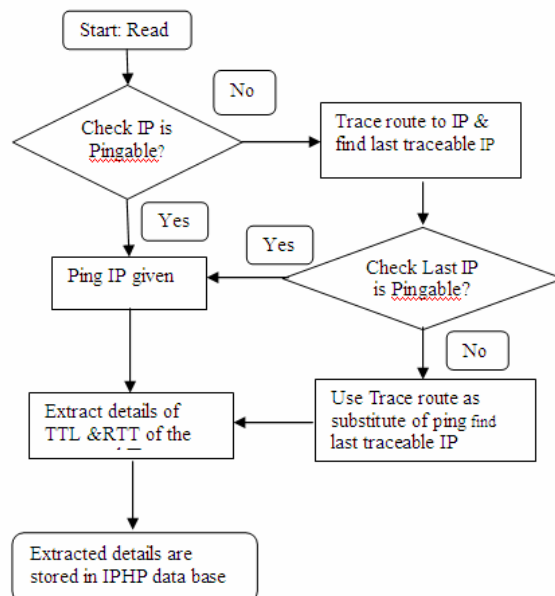 Start: Read
No
Check IP is
Pingable?
Trace route to IP &
find last traceable IP
Yes
Yes
Ping IP given
Check Last IP
is Pingable?
No
Extract details of
TTL &RTT of the
Use Trace route as
substitute of ping find
last traceable IP
Extracted details are
stored in IPHP data base